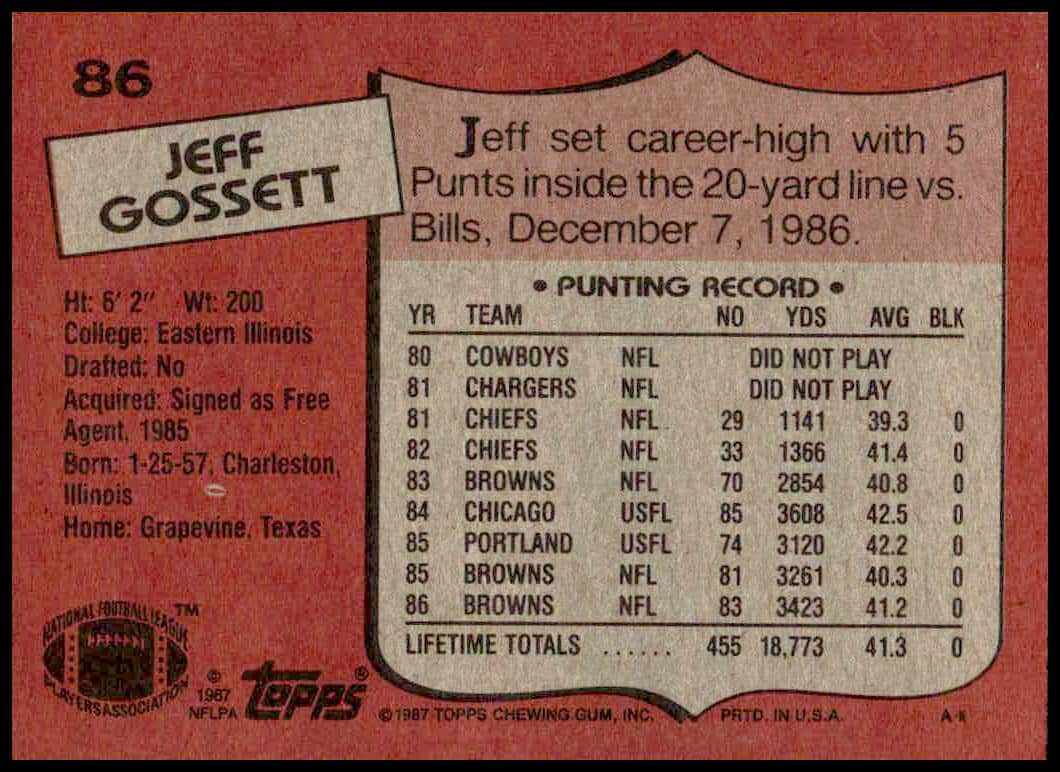 86
JEFF
GOSSETT
Jeff set career-high with 5
Punts inside the 20-yard line vs.
Bills, December 7, 1986.
Ht: 6' 2" Wt: 200
College: Eastern Illinois
Drafted: No
Acquired: Signed as Free
Agent, 1985
Born: 1-25-57, Charleston,
Illinois
Home: Grapevine, Texas
• PUNTING RECORD •
YR TEAM NO YDS AVG BLK
80 COWBOYS NFL DID NOT PLAY
81 CHARGERS NFL DID NOT PLAY
81 CHIEFS NFL 29 1141 39.3 0
82 CHIEFS NFL 33 1366 41.4 0
83 BROWNS NFL 70 2854 40.8 0
84 CHICAGO USFL 85 3608 42.5 0
85 PORTLAND USFL 74 3120 42.2 0
85 BROWNS NFL 81 3261 40.3 0
86 BROWNS NFL 83 3423 41.2 0
LIFETIME TOTALS ...... 455 18,773 41.3 0
NATIONAL FOOTBALL LEAGUE TM
PLAYERS ASSOCIATION
© 1987
NFLPA
topps®
©1987 TOPPS CHEWING GUM, INC. PRTD. IN U.S.A.